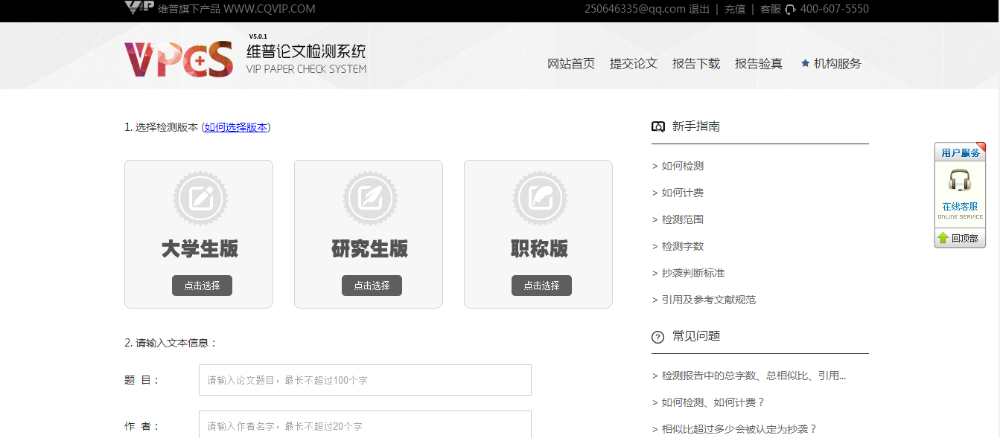 VIP 维普旗下产品 WWW.CQVIP.COM
250646335@qq.com 退出 | 充值 | 客服 400-607-5550
V5.0.1
VPCS 维普论文检测系统
VIP PAPER CHECK SYSTEM
网站首页 提交论文 报告下载 报告验真 ★ 机构服务
1. 选择检测版本 (如何选择版本)
大学生版
点击选择
研究生版
点击选择
职称版
点击选择
2. 请输入文本信息：
题 目： 请输入论文题目，最长不超过100个字
作 者： 请输入作者名字，最长不超过20个字
新手指南
> 如何检测
> 如何计费
> 检测范围
> 检测字数
> 抄袭判断标准
> 引用及参考文献规范
? 常见问题
> 检测报告中的总字数、总相似比、引用...
> 如何检测、如何计费？
> 相似比超过多少会被认定为抄袭？
用户服务
在线客服
ONLINE SERVICE
回顶部